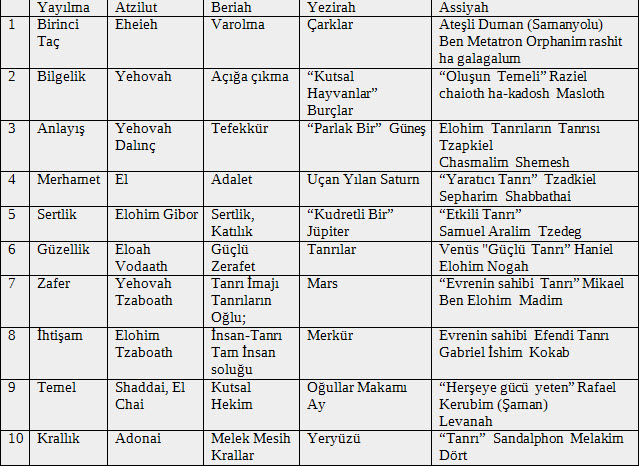 Yayılma Atzilut Beriah Yezirah Assiyah
1 Birinci Taç Eheieh Varolma Çarklar Ateşli Duman (Samanyolu)
Ben Metatron Orphanim rashit
ha galagalum
2 Bilgelik Yehovah Açığa çıkma “Kutsal
Hayvanlar”
Burçlar “Oluşun Temeli” Raziel
chaioth ha-kadosh Masloth
3 Anlayış Yehovah
Dalınç Tefekkür “Parlak Bir” Güneş Elohim Tanrıların Tanrısı
Tzapkiel
Chasmalim Shemesh
4 Merhamet El Adalet Uçan Yılan Saturn “Yaratıcı Tanrı” Tzadkiel
Sepharim Shabbathai
5 Sertlik Elohim Gibor Sertlik,
Katılık “Kudretli Bir”
Jüpiter “Etkili Tanrı”
Samuel Aralim Tzedeg
6 Güzellik Eloah
Vodaath Güçlü
Zerafet Tanrılar Venüs "Güçlü Tanrı” Haniel
Elohim Nogah
7 Zafer Yehovah
Tzaboath Tanrı İmajı
Tanrıların
Oğlu; Mars “Evrenin sahibi Tanrı” Mikael
Ben Elohim Madim
8 İhtişam Elohim
Tzaboath İnsan-Tanrı
Tam İnsan
soluğu Merkür Evrenin sahibi Efendi Tanrı
Gabriel İshim Kokab
9 Temel Shaddai, El
Chai Kutsal
Hekim Oğullar Makamı
Ay “Herşeye gücü yeten” Rafael
Kerubim (Şaman)
Levanah
10 Krallık Adonai Melek Mesih
Krallar Yeryüzü “Tanrı” Sandalphon Melakim
Dört